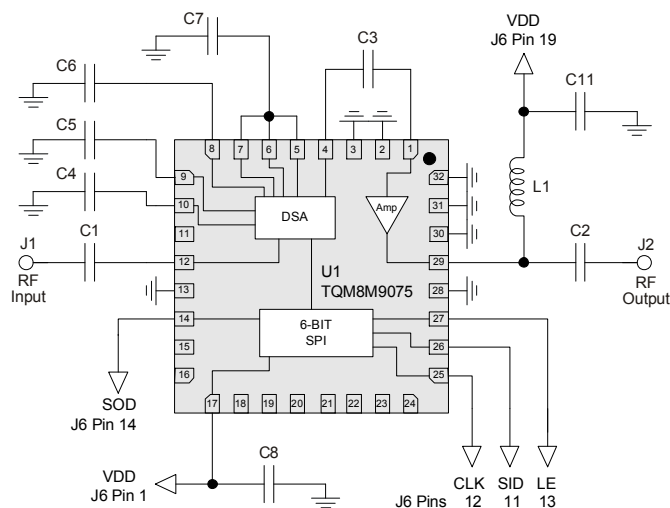 C7
VDD
J6 Pin 19
C6
C3
C11
C5
8 7 6 5 4 3 2 1
C4
9
32
10
DSA
Amp
31
L1
J1
C1
11
30
C2
J2
RF
Input
12
29
RF
Output
U1
TQM8M9075
13
28
14
6-BIT
SPI
27
15
26
16
25
SOD
J6 Pin 14
17 18 19 20 21 22 23 24
C8
VDD
J6 Pin 1
CLK SID LE
J6 Pins 12 11 13